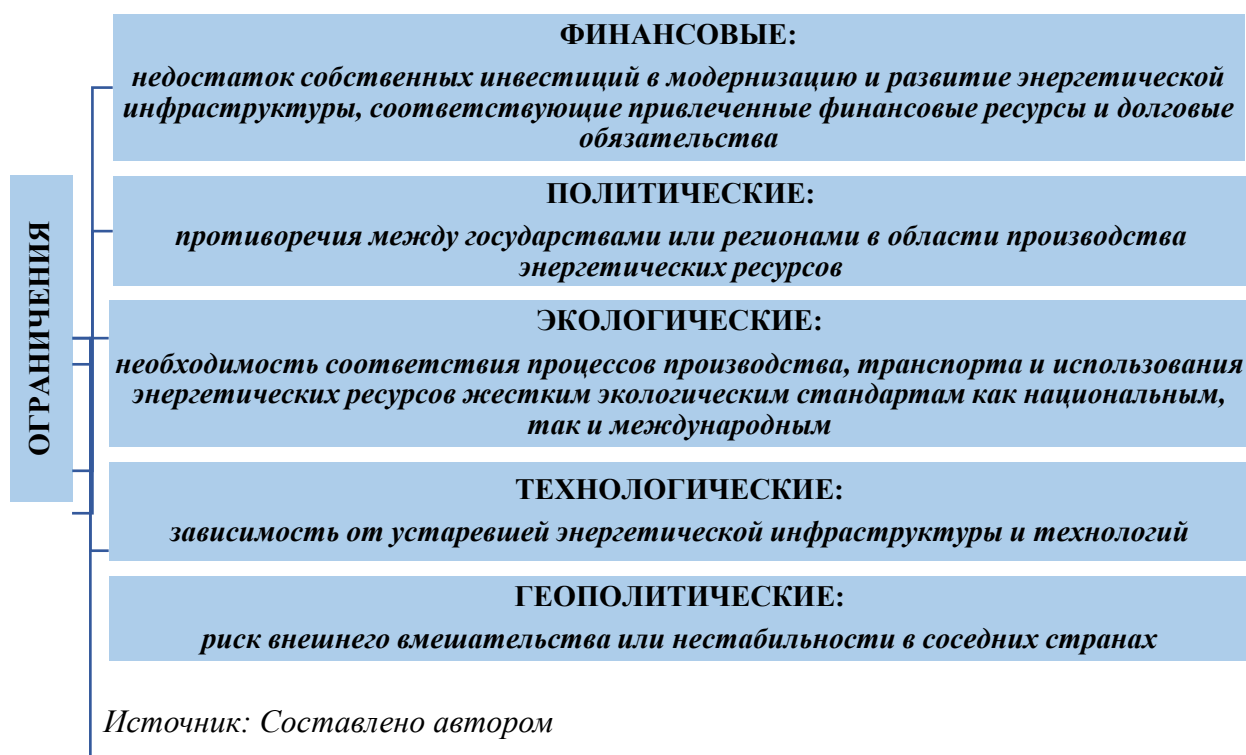 ФИНАНСОВЫЕ:
недостаток собственных инвестиций в модернизацию и развитие энергетической
инфраструктуры, соответствующие привлеченные финансовые ресурсы и долговые
обязательства
ОГРАНИЧЕНИЯ
ПОЛИТИЧЕСКИЕ:
противоречия между государствами или регионами в области производства
энергетических ресурсов
ЭКОЛОГИЧЕСКИЕ:
необходимость соответствия процессов производства, транспорта и использования
энергетических ресурсов жестким экологическим стандартам как национальным,
так и международным
ТЕХНОЛОГИЧЕСКИЕ:
зависимость от устаревшей энергетической инфраструктуры и технологий
ГЕОПОЛИТИЧЕСКИЕ:
риск внешнего вмешательства или нестабильности в соседних странах
Источник: Составлено автором